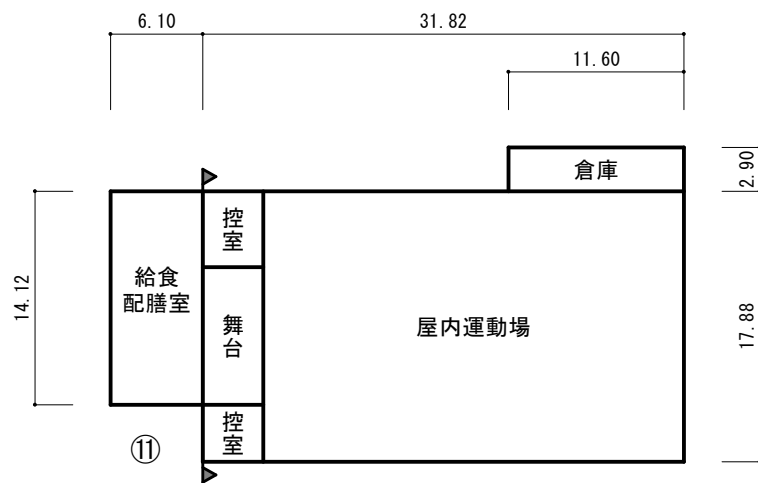 6.10
31.82
11.60
倉庫
2.90
控
室
給食
配膳室
14.12
舞
台
屋内運動場
17.88
控
室
⑪